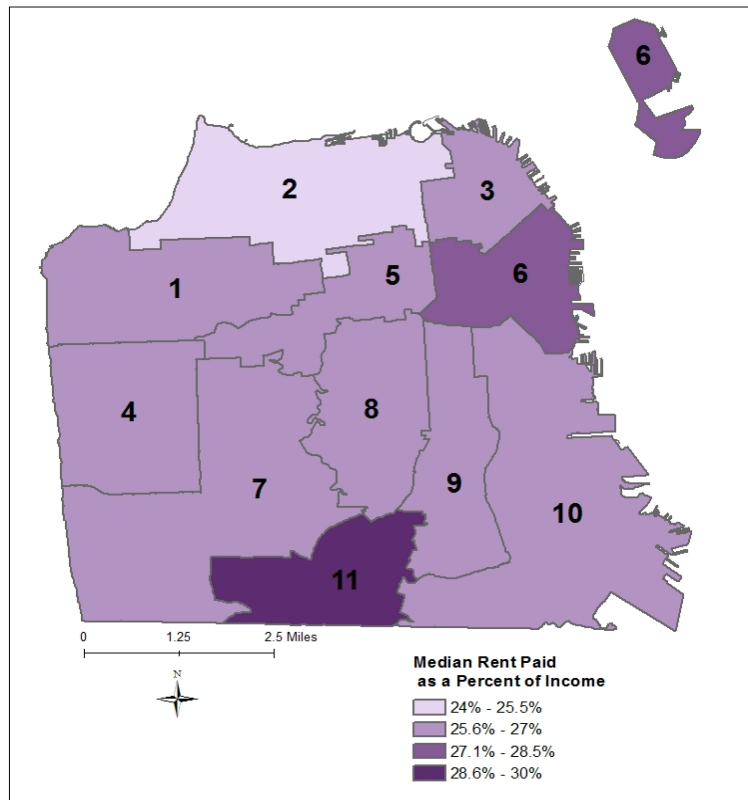 6
2
3
1
5
6
4
8
7
9
10
11
0 1.25 2.5 Miles
N
Median Rent Paid
as a Percent of Income
24% - 25.5%
25.6% - 27%
27.1% - 28.5%
28.6% - 30%